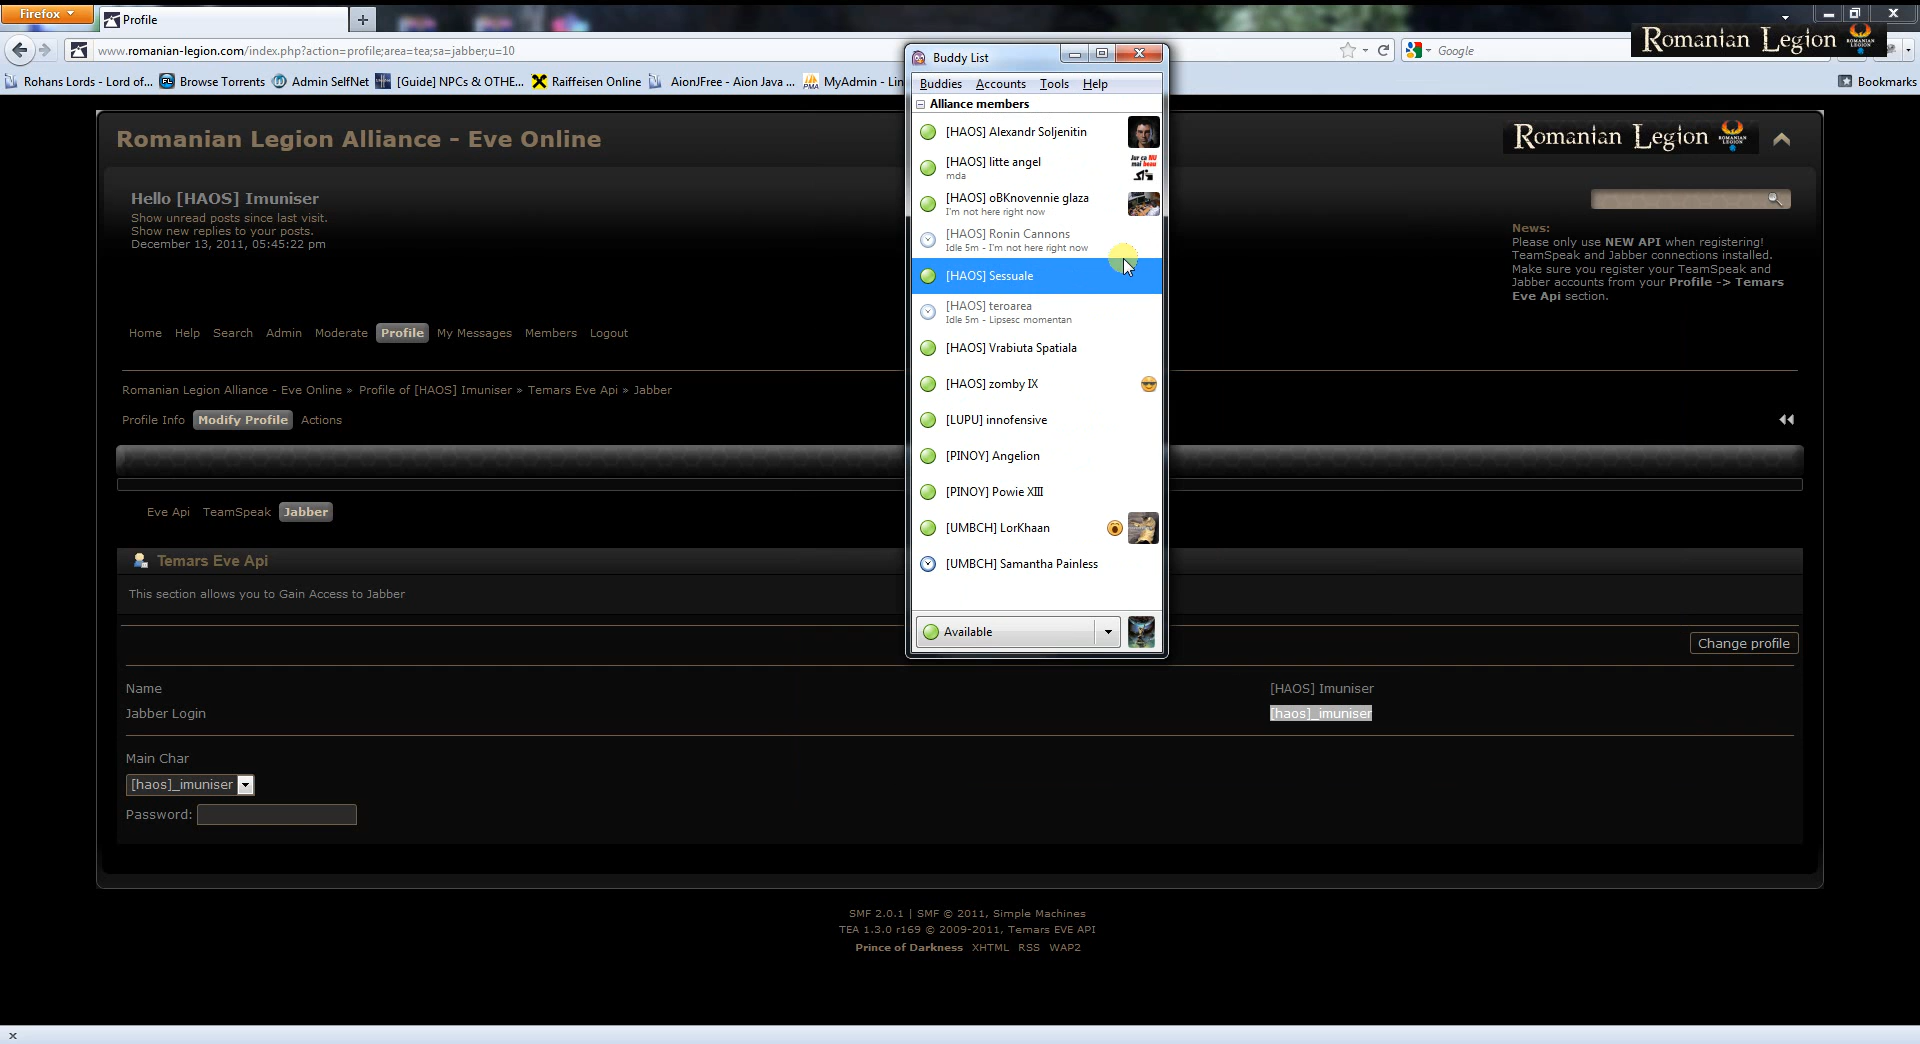 Firefox
Profile
www.romanian-legion.com/index.php?action=profile;area=tea;sa=jabber;u=10
Google
Romanian Legion
Rohans Lords - Lord of...
Browse Torrents
Admin SelfNet
[Guide] NPCs & OTHE...
Raiffeisen Online
AionJFree - Aion Java ...
MyAdmin - Lin
Bookmarks
Romanian Legion Alliance - Eve Online
Romanian Legion
Hello [HAOS] Imuniser
Show unread posts since last visit.
Show new replies to your posts.
December 13, 2011, 05:45:22 pm
News:
Please only use NEW API when registering!
TeamSpeak and Jabber connections installed.
Make sure you register your TeamSpeak and
Jabber accounts from your Profile -> Temars
Eve Api section.
Home Help Search Admin Moderate Profile My Messages Members Logout
Romanian Legion Alliance - Eve Online » Profile of [HAOS] Imuniser » Temars Eve Api » Jabber
Profile Info Modify Profile Actions
Eve Api TeamSpeak Jabber
Temars Eve Api
This section allows you to Gain Access to Jabber
Change profile
Name
[HAOS] Imuniser
Jabber Login
[haos]_imuniser
Main Char
[haos]_imuniser
Password:
SMF 2.0.1 | SMF © 2011, Simple Machines
TEA 1.3.0 r169 © 2009-2011, Temars EVE API
Prince of Darkness XHTML RSS WAP2
Buddy List
Buddies Accounts Tools Help
Alliance members
[HAOS] Alexandr Soljenitin
[HAOS] litte angel
mda
Jur ca NU
mai beau
[HAOS] oBKnovennie glaza
I'm not here right now
[HAOS] Ronin Cannons
Idle 5m - I'm not here right now
[HAOS] Sessuale
[HAOS] teroarea
Idle 5m - Lipsesc momentan
[HAOS] Vrabiuta Spatiala
[HAOS] zomby IX
[LUPU] innofensive
[PINOY] Angelion
[PINOY] Powie XIII
[UMBCH] LorKhaan
[UMBCH] Samantha Painless
Available